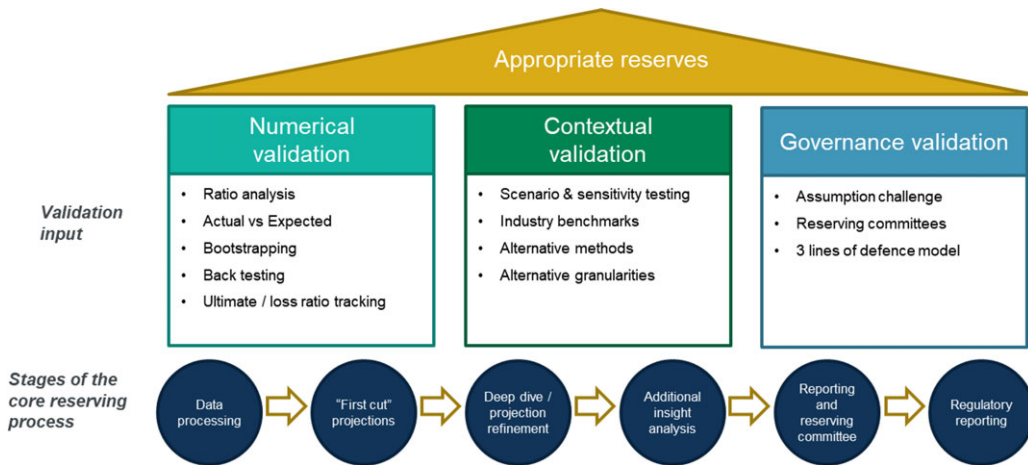 Appropriate reserves
Numerical
validation
Contextual
validation
Governance validation
Validation
input
• Ratio analysis
• Actual vs Expected
• Bootstrapping
• Back testing
• Ultimate / loss ratio tracking
• Scenario & sensitivity testing
• Industry benchmarks
• Alternative methods
• Alternative granularities
• Assumption challenge
• Reserving committees
• 3 lines of defence model
Stages of the
core reserving
process
Data
processing
"First cut"
projections
Deep dive /
projection
refinement
Additional
insight
analysis
Reporting
and
reserving
committee
Regulatory
reporting